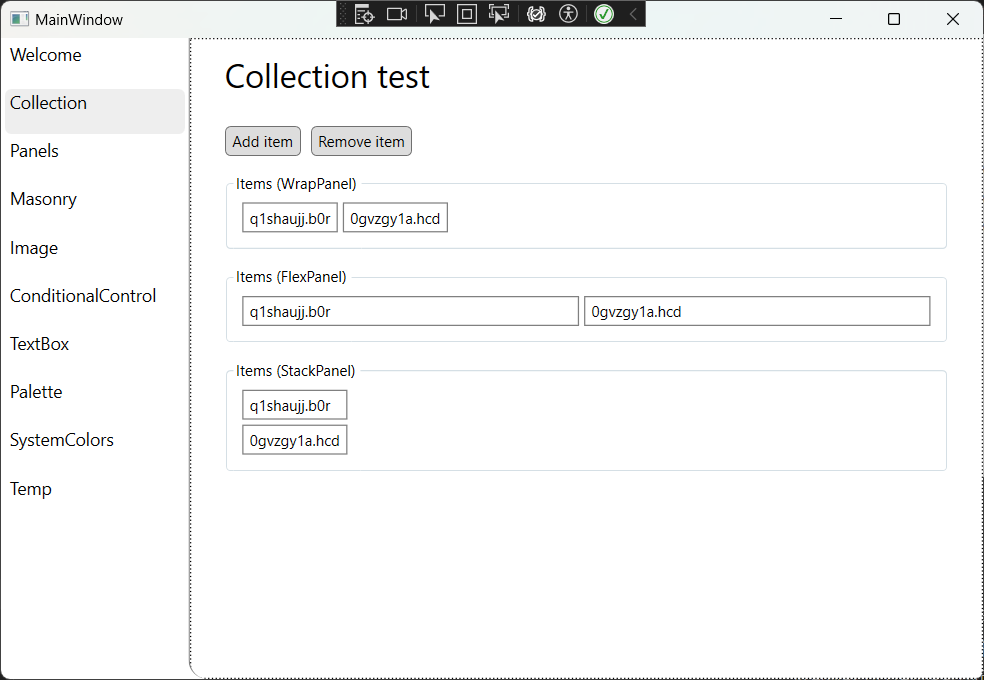 MainWindow
Welcome
Collection
Panels
Masonry
Image
ConditionalControl
TextBox
Palette
SystemColors
Temp
Collection test
Add item Remove item
Items (WrapPanel)
q1shaujj.b0r 0gvzgy1a.hcd
Items (FlexPanel)
q1shaujj.b0r 0gvzgy1a.hcd
Items (StackPanel)
q1shaujj.b0r
0gvzgy1a.hcd